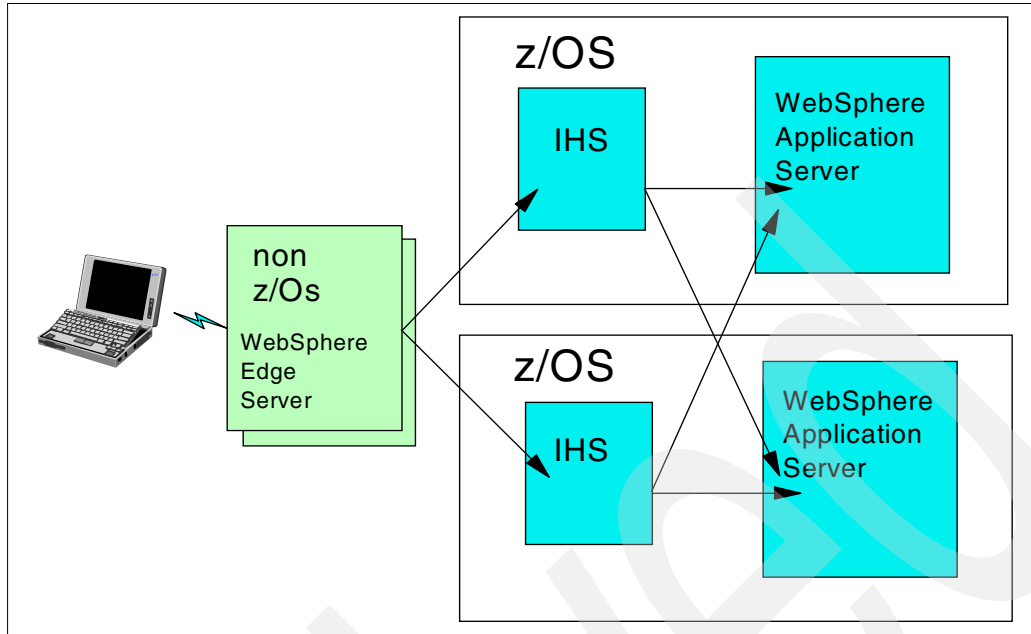 z/OS
IHS
WebSphere
Application
Server
non
z/Os
WebSphere
Edge
Server
z/OS
IHS
WebSphere
Application
Server